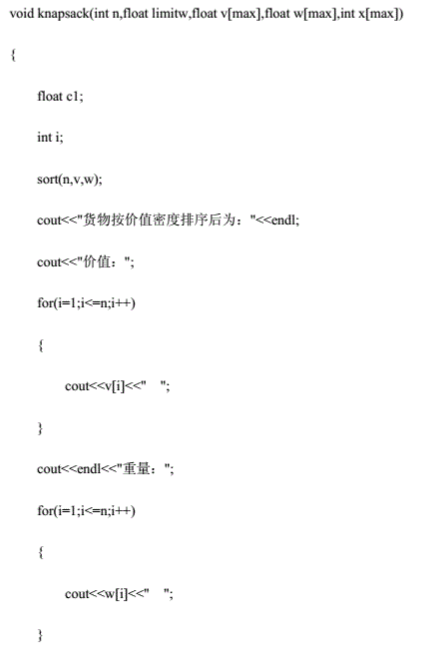 void knapsack(int n,float limitw,float v[max],float w[max],int x[max])
{
float c1;
int i;
sort(n,v,w);
cout<<"货物按价值密度排序后为："<<endl;
cout<<"价值：";
for(i=1;i<=n;i++)
{
cout<<v[i]<<"   ";
}
cout<<endl<<"重量：";
for(i=1;i<=n;i++)
{
cout<<w[i]<<"   ";
}